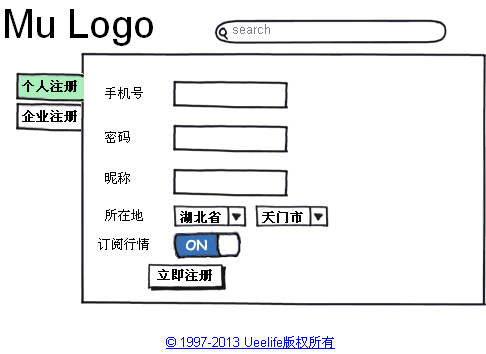 Mu Logo
search
个人注册
企业注册
手机号
密码
昵称
所在地 湖北省 天门市
订阅行情 ON
立即注册
© 1997-2013 Ueelife版权所有